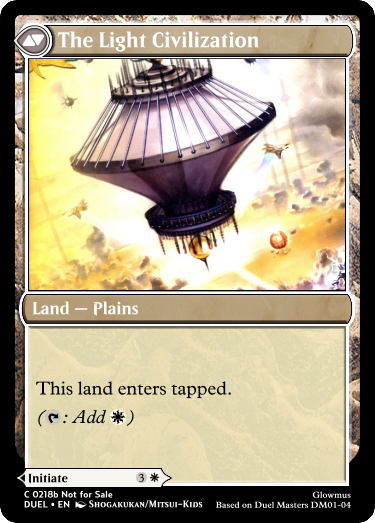 The Light Civilization
Land — Plains
This land enters tapped.
(: Add )
Initiate 3
C 0218b Not for Sale
Glowmus
DUEL • EN Shogakukan/Mitsui-Kids
Based on Duel Masters DM01-04